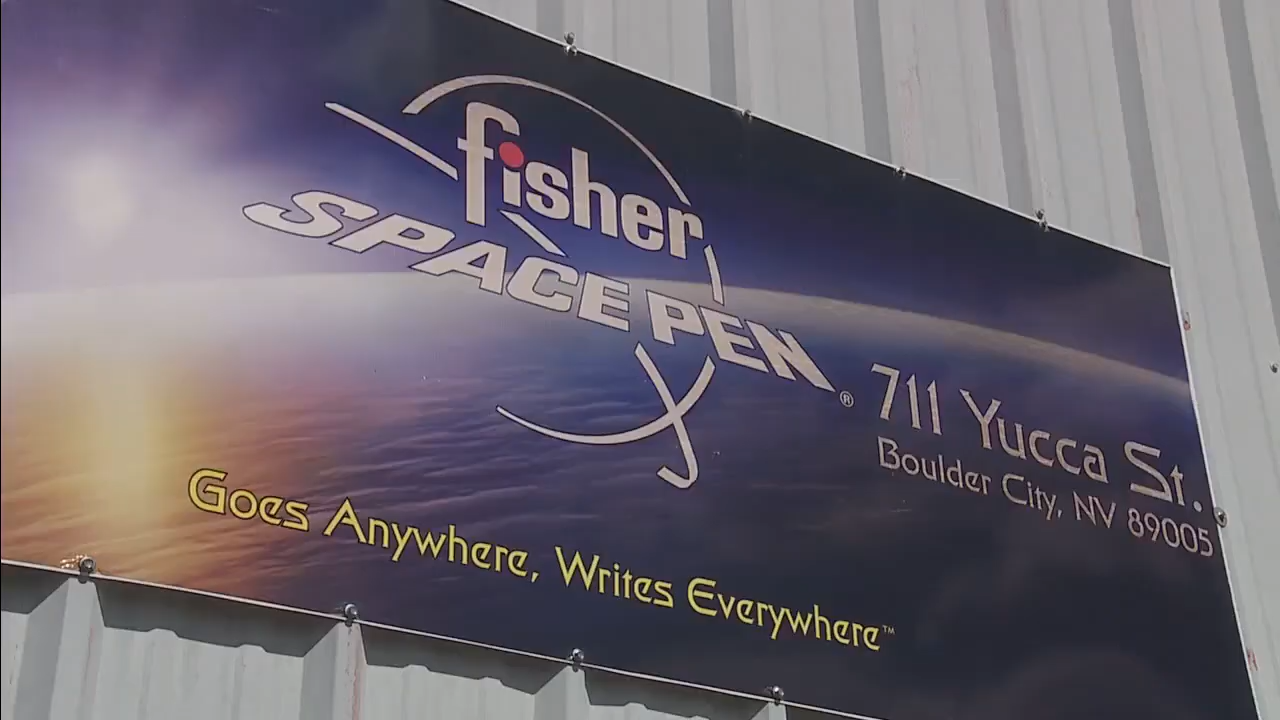 fisher
SPACE PEN®
711 Yucca St.
Boulder City, NV 89005
Goes Anywhere, Writes Everywhere™